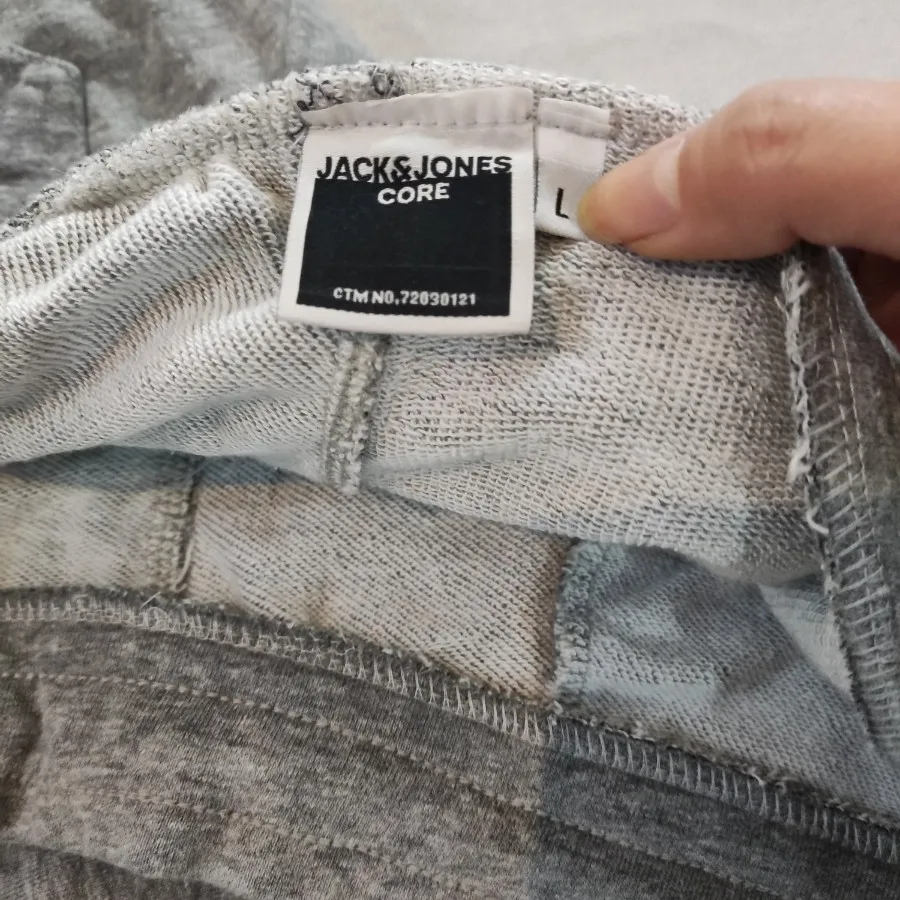 JACK&JONES
CORE
L
CTM NO,72030121